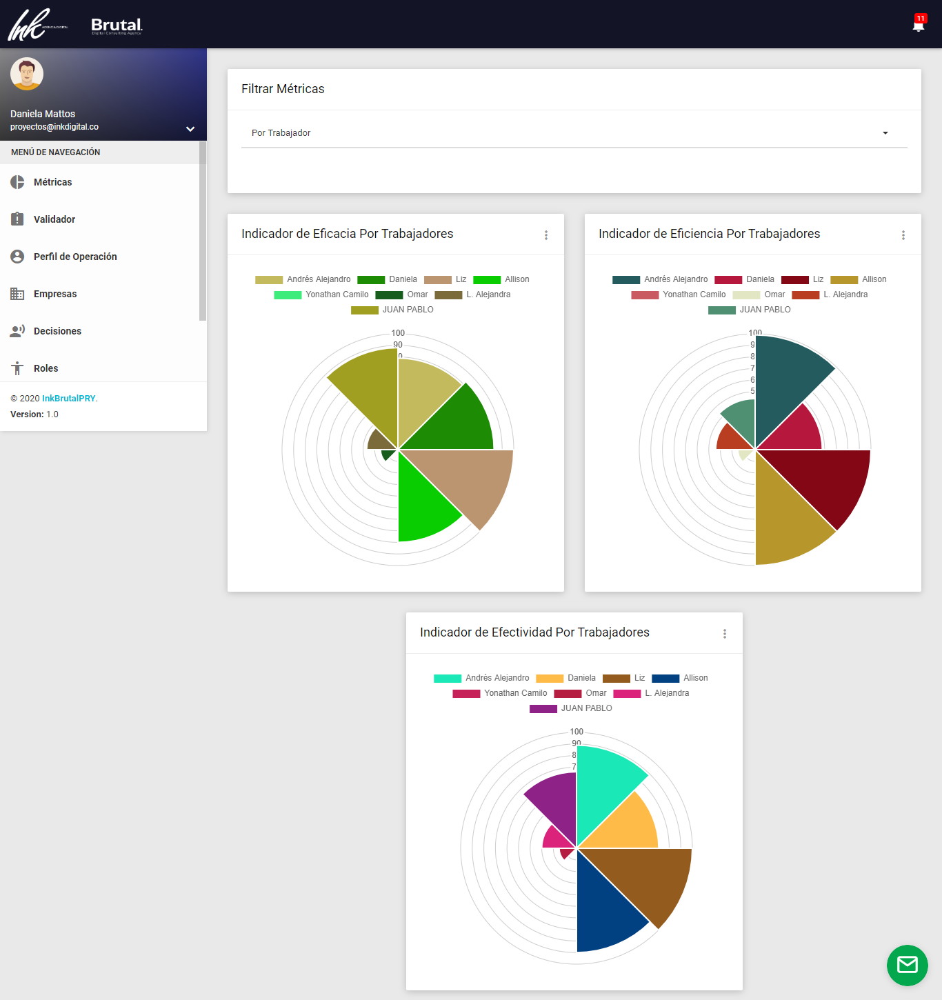 Ink AGENCIA DIGITAL
Brutal.
Digital Consulting Agency
11
Daniela Mattos
proyectos@inkdigital.co
MENÚ DE NAVEGACIÓN
Métricas
Validador
Perfil de Operación
Empresas
Decisiones
Roles
© 2020 InkBrutalPRY.
Version: 1.0
Filtrar Métricas
Por Trabajador
Indicador de Eficacia Por Trabajadores
Andrés Alejandro Daniela Liz Allison
Yonathan Camilo Omar L. Alejandra
JUAN PABLO
100
90
0
Indicador de Eficiencia Por Trabajadores
Andrés Alejandro Daniela Liz Allison
Yonathan Camilo Omar L. Alejandra
JUAN PABLO
100
9
8
7
6
5
Indicador de Efectividad Por Trabajadores
Andrés Alejandro Daniela Liz Allison
Yonathan Camilo Omar L. Alejandra
JUAN PABLO
100
90
8
7